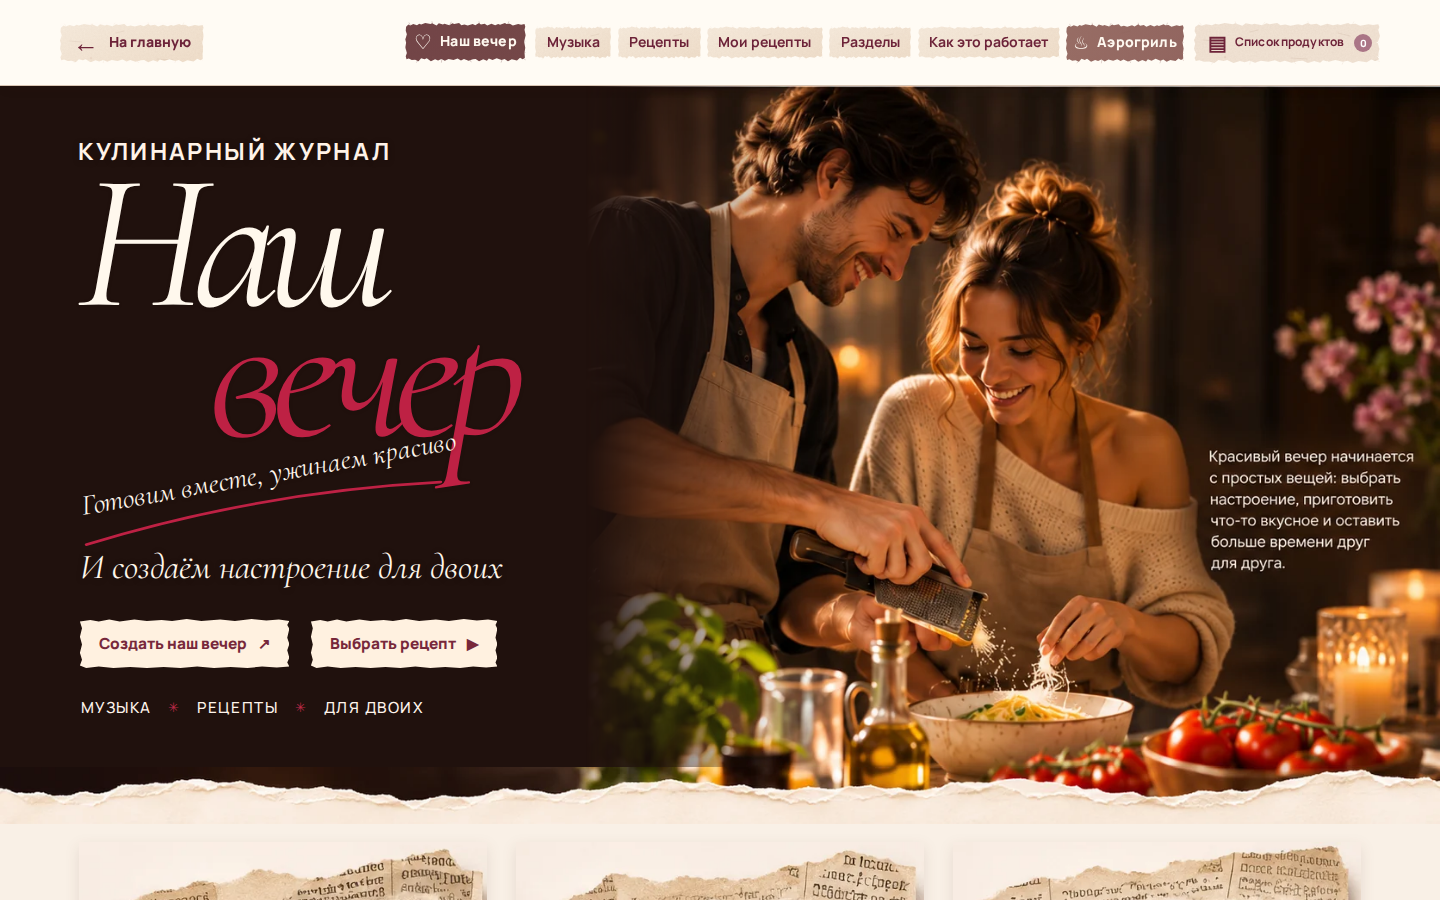 ← На главную
♡ Наш вечер
Музыка
Рецепты
Мои рецепты
Разделы
Как это работает
♨ Аэрогриль
Список продуктов 0
КУЛИНАРНЫЙ ЖУРНАЛ
Наш
вечер
Готовим вместе, ужинаем красиво
И создаём настроение для двоих
Создать наш вечер ↗
Выбрать рецепт ▶
МУЗЫКА * РЕЦЕПТЫ * ДЛЯ ДВОИХ
Красивый вечер начинается
с простых вещей: выбрать
настроение, приготовить
что-то вкусное и оставить
больше времени друг
для друга.